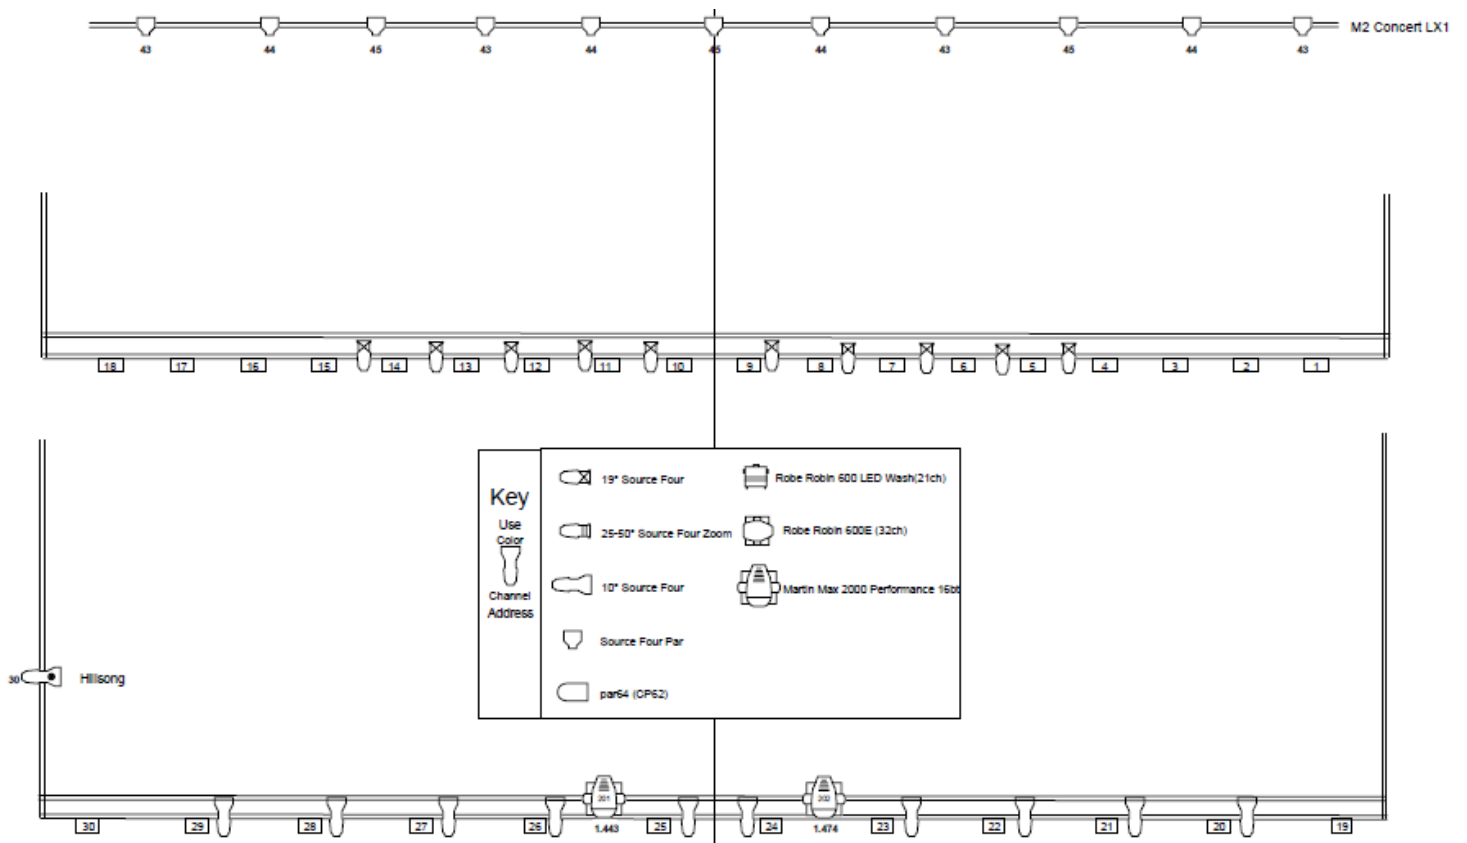 M2 Concert LX1
43 44 45 43 44 45 44 43 45 44 43
18 17 16 15 14 13 12 11 10 9 8 7 6 5 4 3 2 1
Key
Use
Color
Channel
Address
19° Source Four
25-50° Source Four Zoom
10° Source Four
Source Four Par
par64 (CP62)
Robe Robin 600 LED Wash(21ch)
Robe Robin 600E (32ch)
Martin Max 2000 Performance 16bt
30 Hillsong
201 202
30 29 28 27 26 1.443 25 24 1.474 23 22 21 20 19